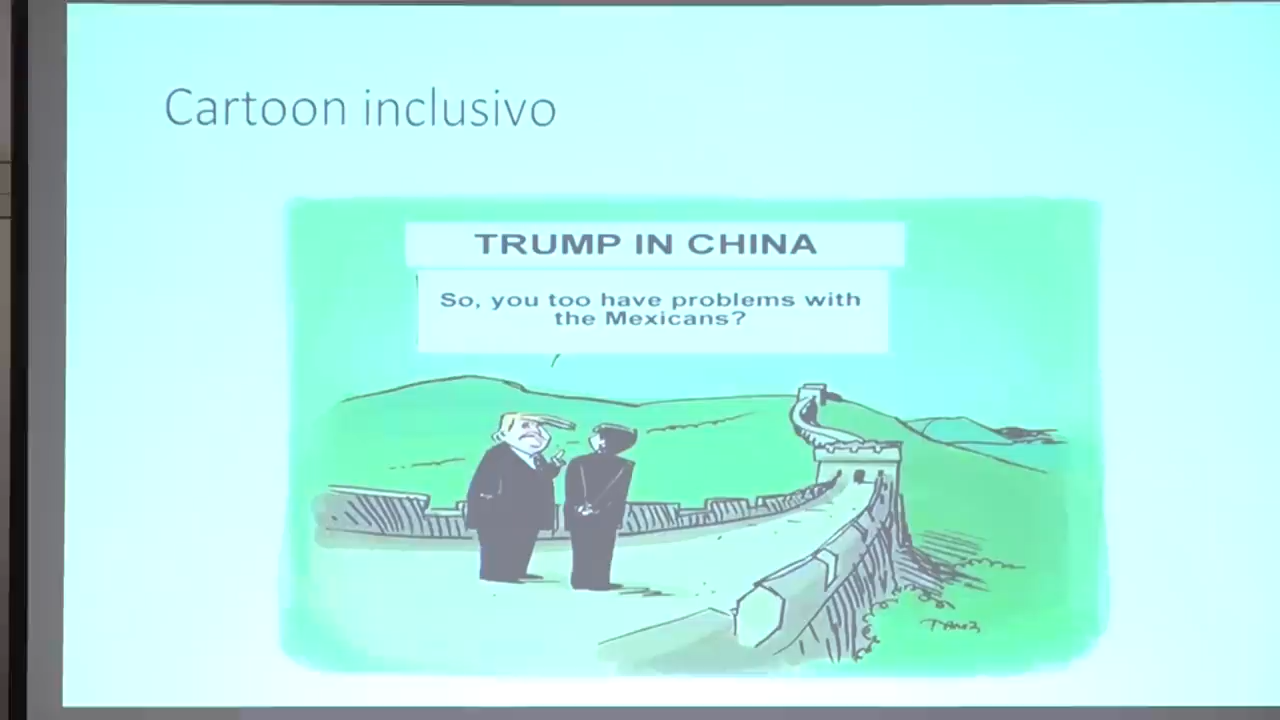 Cartoon inclusivo
TRUMP IN CHINA
So, you too have problems with
the Mexicans?